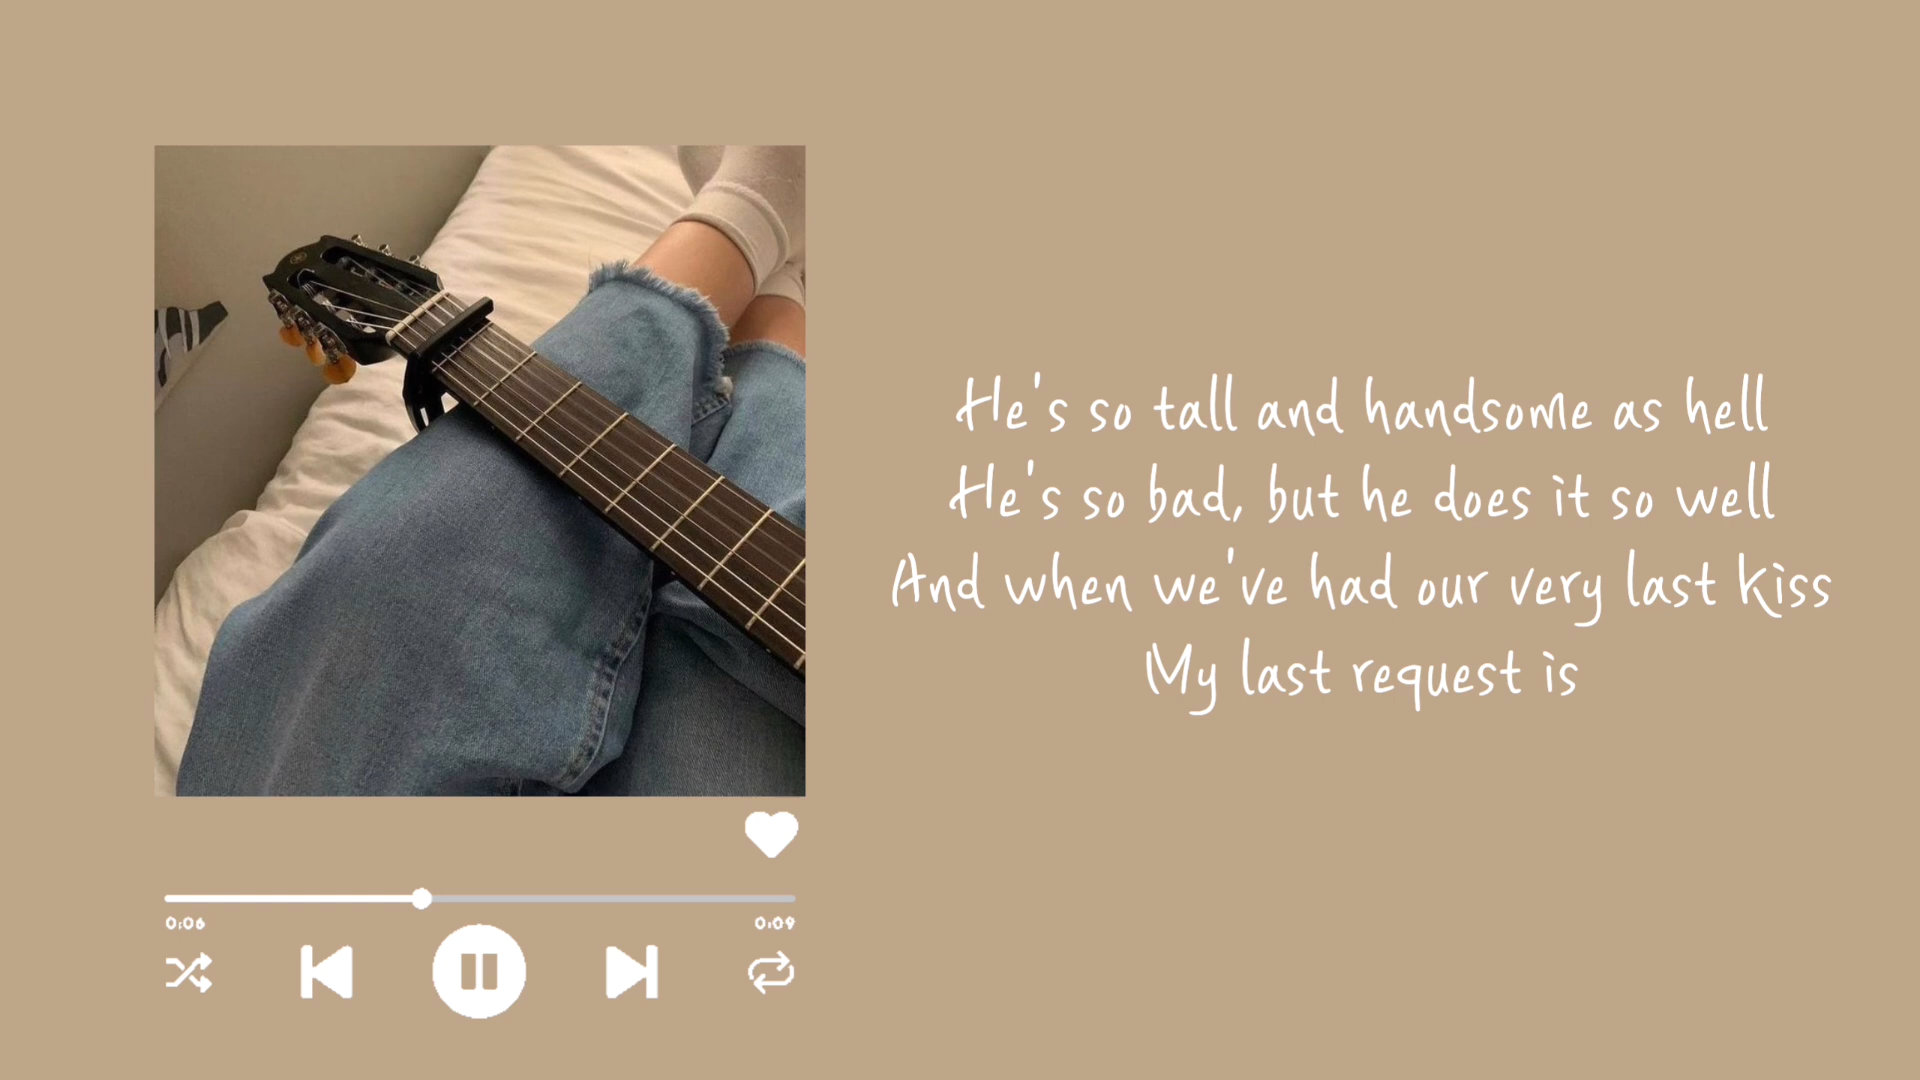 He's so tall and handsome as hell
He's so bad, but he does it so well
And when we've had our very last kiss
My last request is
0:06
0:09